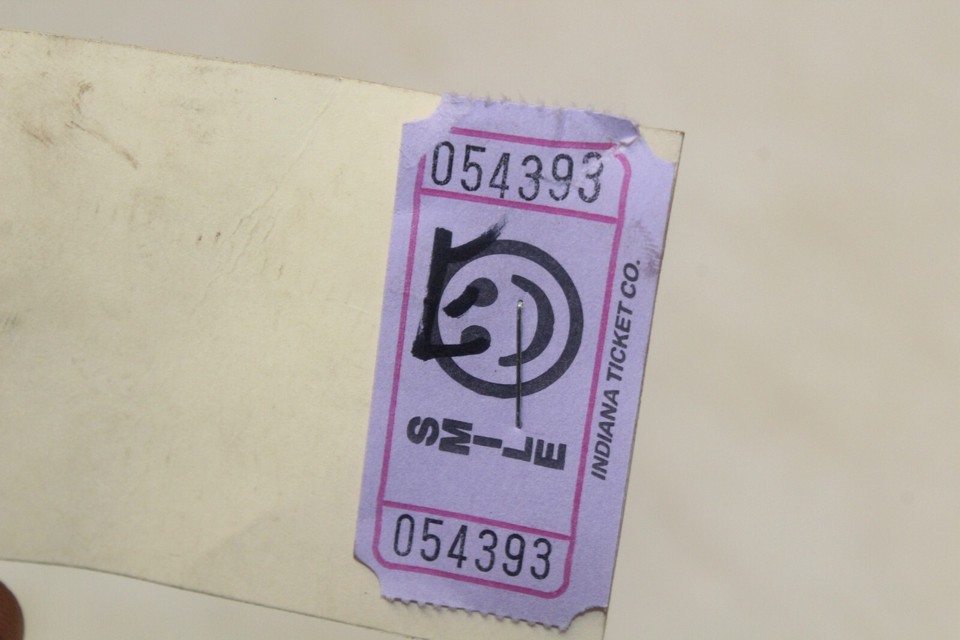 054393
SMILE
INDIANA TICKET CO.
054393